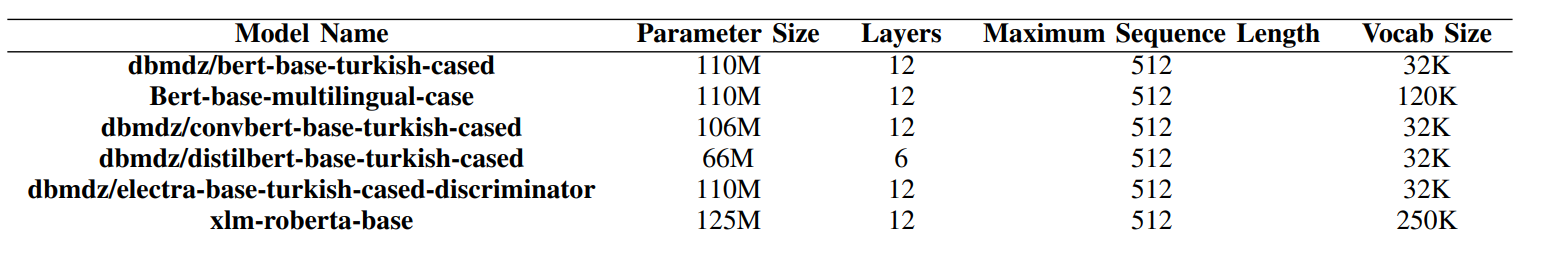 Model Name Parameter Size Layers Maximum Sequence Length Vocab Size
dbmdz/bert-base-turkish-cased 110M 12 512 32K
Bert-base-multilingual-case 110M 12 512 120K
dbmdz/convbert-base-turkish-cased 106M 12 512 32K
dbmdz/distilbert-base-turkish-cased 66M 6 512 32K
dbmdz/electra-base-turkish-cased-discriminator 110M 12 512 32K
xlm-roberta-base 125M 12 512 250K